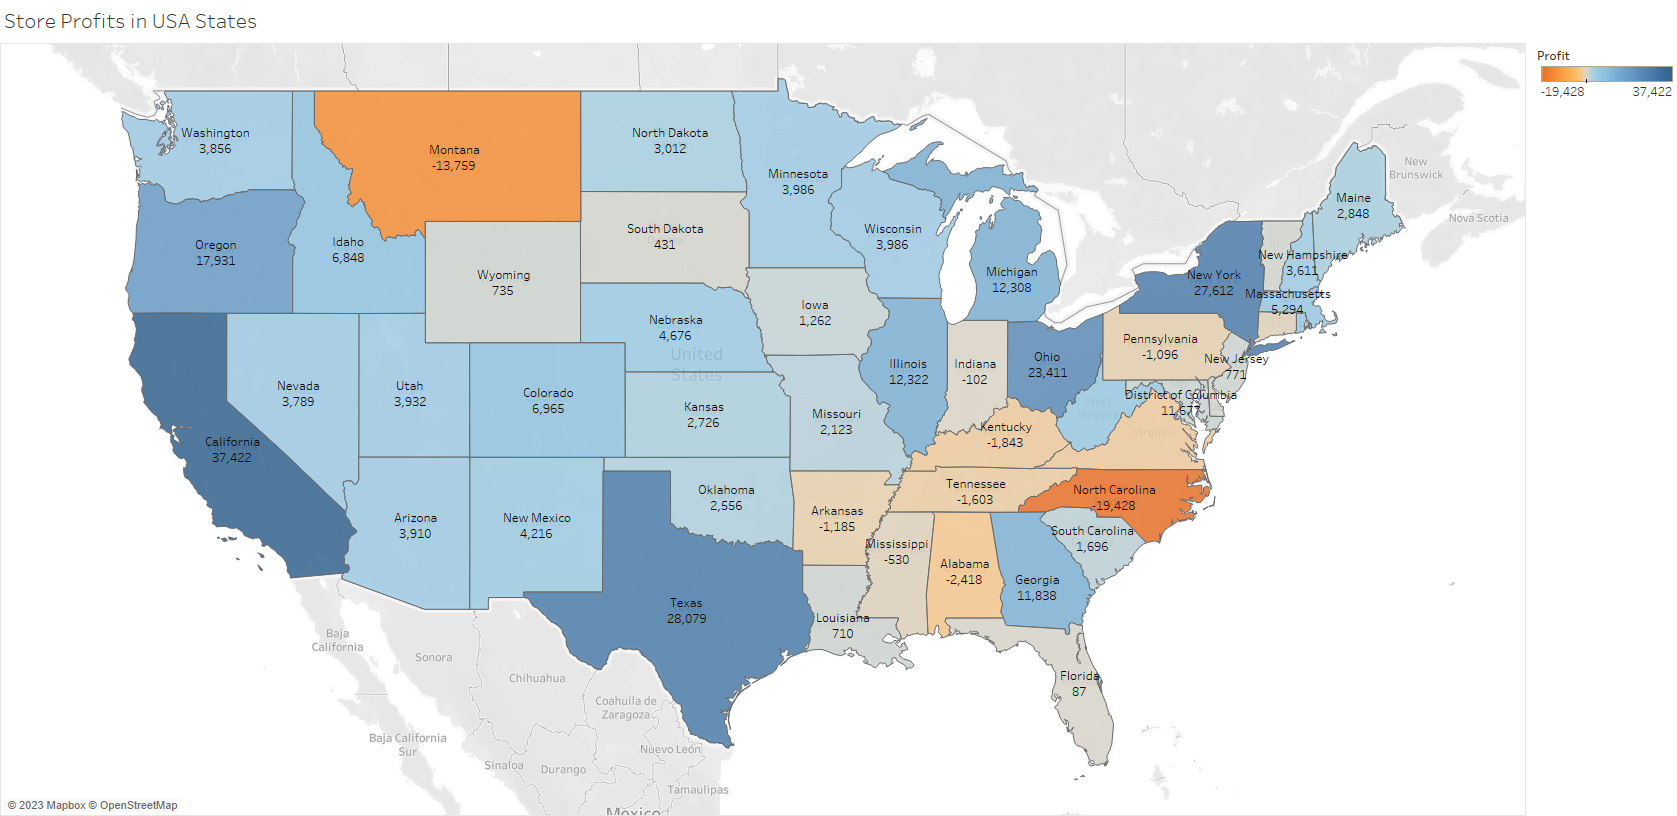 Store Profits in USA States
Profit
-19,428
37,422
Washington
3,856
Montana
-13,759
North Dakota
3,012
Minnesota
3,986
Wisconsin
3,986
Michigan
12,308
Maine
2,848
New
Brunswick
Nova Scotia
Oregon
17,931
Idaho
6,848
Wyoming
735
South Dakota
431
New Hampshire
3,611
New York
27,612
Massachusetts
5,294
Iowa
1,262
Nebraska
4,676
United
States
Illinois
12,322
Indiana
-102
Ohio
23,411
Pennsylvania
-1,096
New Jersey
771
Nevada
3,789
Utah
3,932
Colorado
6,965
Kansas
2,726
Missouri
2,123
West
Virginia
District of Columbia
11,677
Virginia
Kentucky
-1,843
California
37,422
Arizona
3,910
New Mexico
4,216
Oklahoma
2,556
Arkansas
-1,185
Tennessee
-1,603
North Carolina
-19,428
South Carolina
1,696
Mississippi
-530
Alabama
-2,418
Georgia
11,838
Texas
28,079
Louisiana
710
Florida
87
Baja
California
Sonora
Chihuahua
Coahuila de
Zaragoza
Baja California
Sur
Sinaloa
Durango
Nuevo León
Tamaulipas
Mexico
© 2023 Mapbox © OpenStreetMap